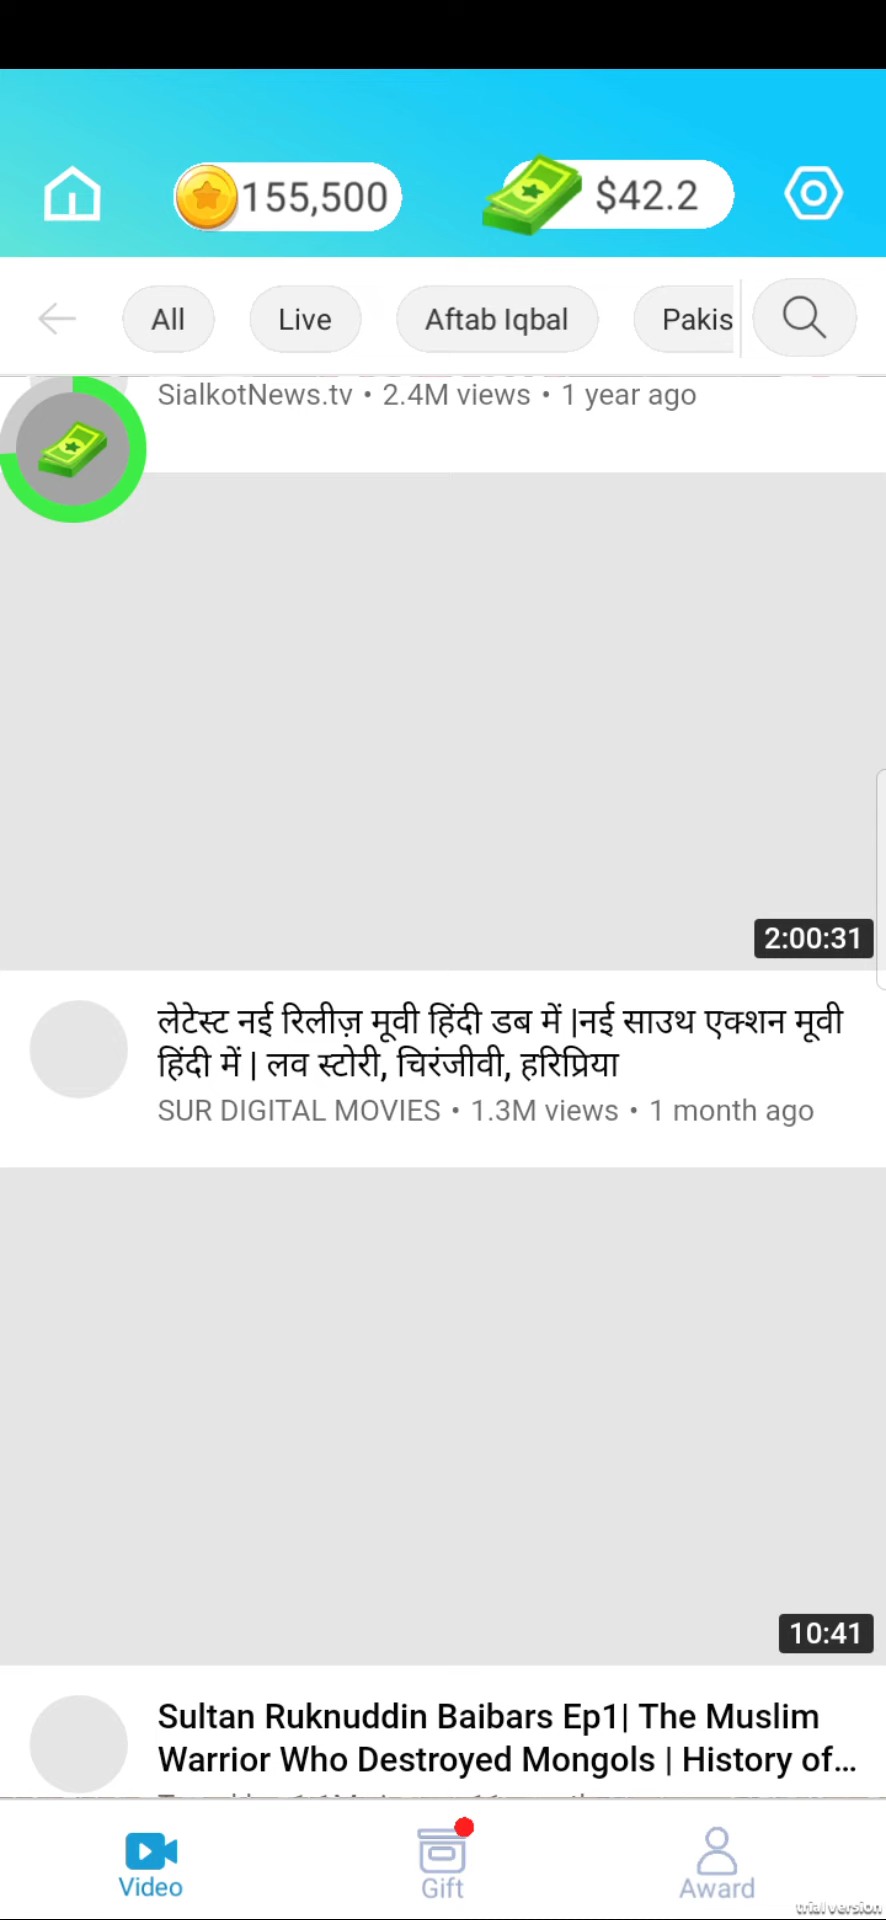 155,500
$42.2
All
Live
Aftab Iqbal
Pakis
SialkotNews.tv • 2.4M views • 1 year ago
2:00:31
लेटेस्ट नई रिलीज़ मूवी हिंदी डब में |नई साउथ एक्शन मूवी
हिंदी में | लव स्टोरी, चिरंजीवी, हरिप्रिया
SUR DIGITAL MOVIES • 1.3M views • 1 month ago
10:41
Sultan Ruknuddin Baibars Ep1| The Muslim
Warrior Who Destroyed Mongols | History of...
Video
Gift
Award
trial version